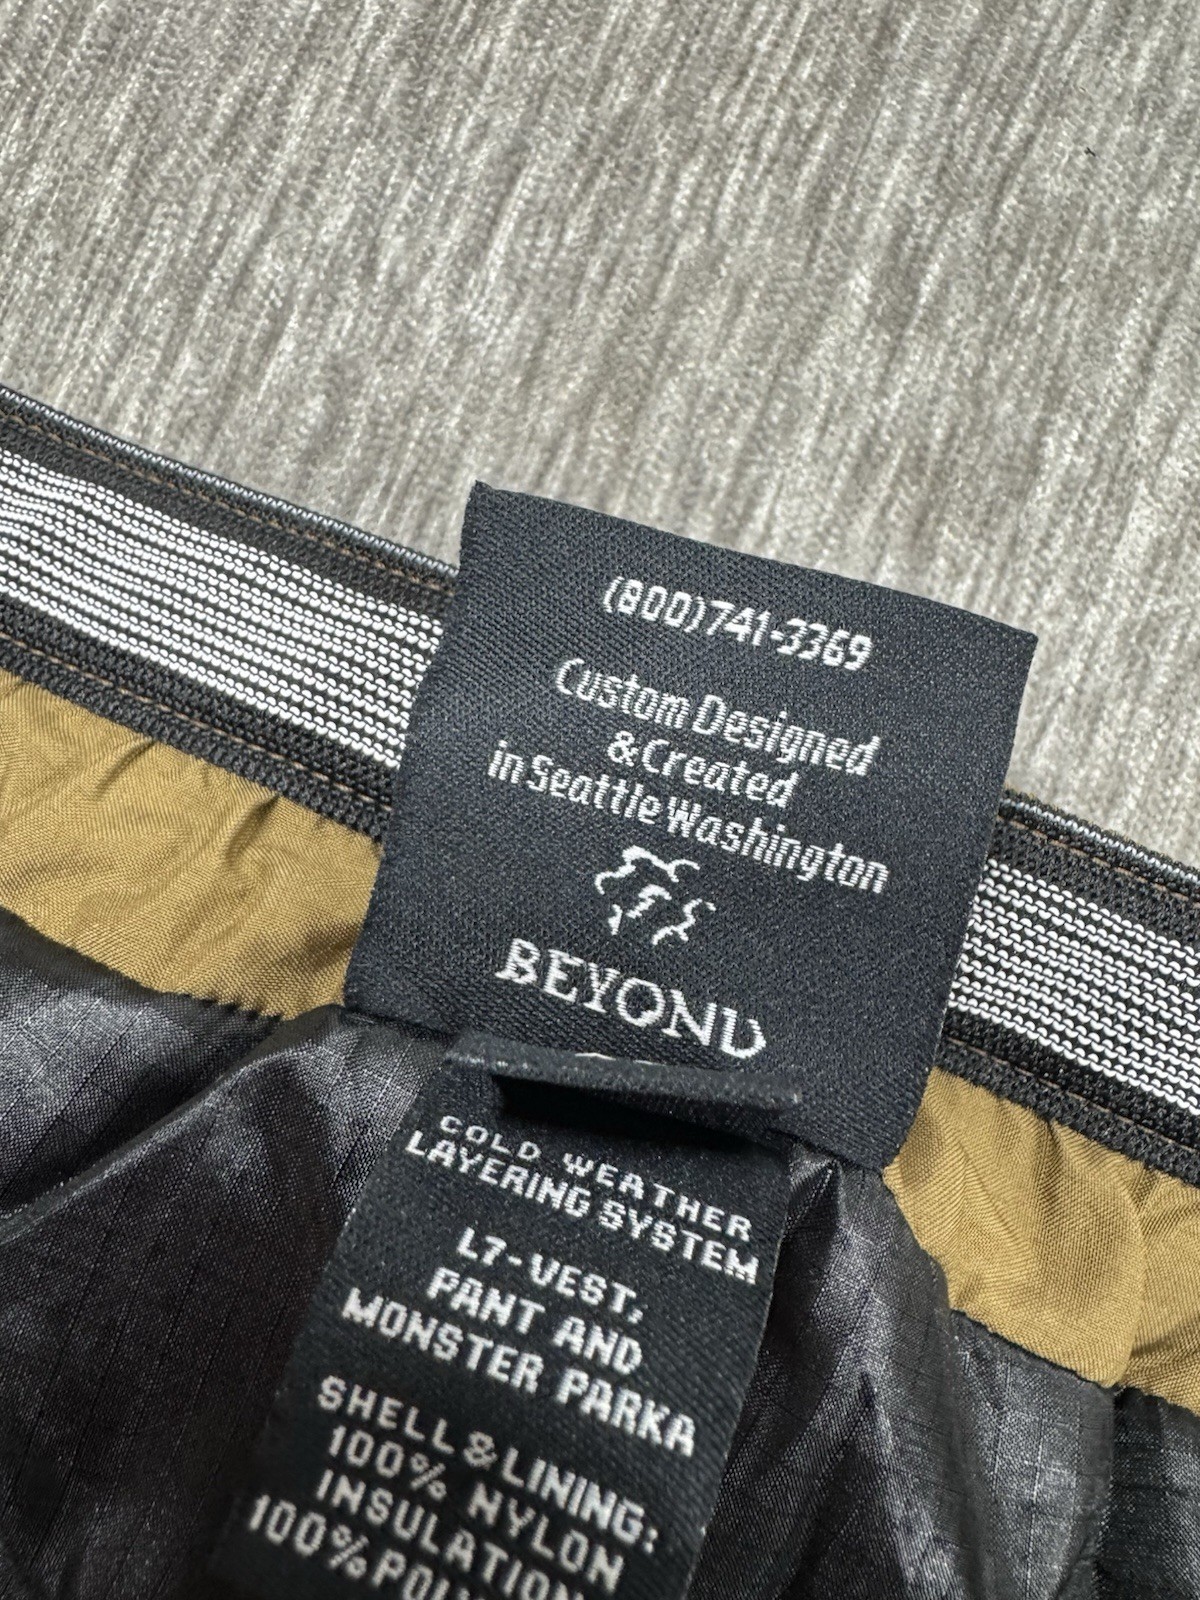 (800)741-3369
Custom Designed
&Created
in Seattle Washington
BEYOND
COLD WEATHER
LAYERING SYSTEM
L7-VEST,
PANT AND
MONSTER PARKA
SHELL & LINING:
100% NYLON
INSULATION
100%